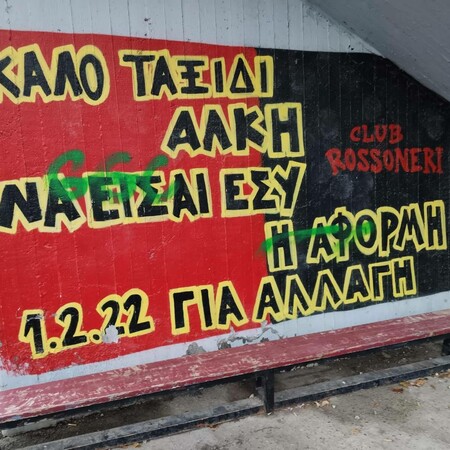 ΚΑΛΟ ΤΑΞΙΔΙ
ΑΛΚΗ
ΝΑ ΕΙΣΑΙ ΕΣΥ
Η ΑΦΟΡΜΗ
ΓΙΑ ΑΛΛΑΓΗ
1.2.22
CLUB
ROSSONERI